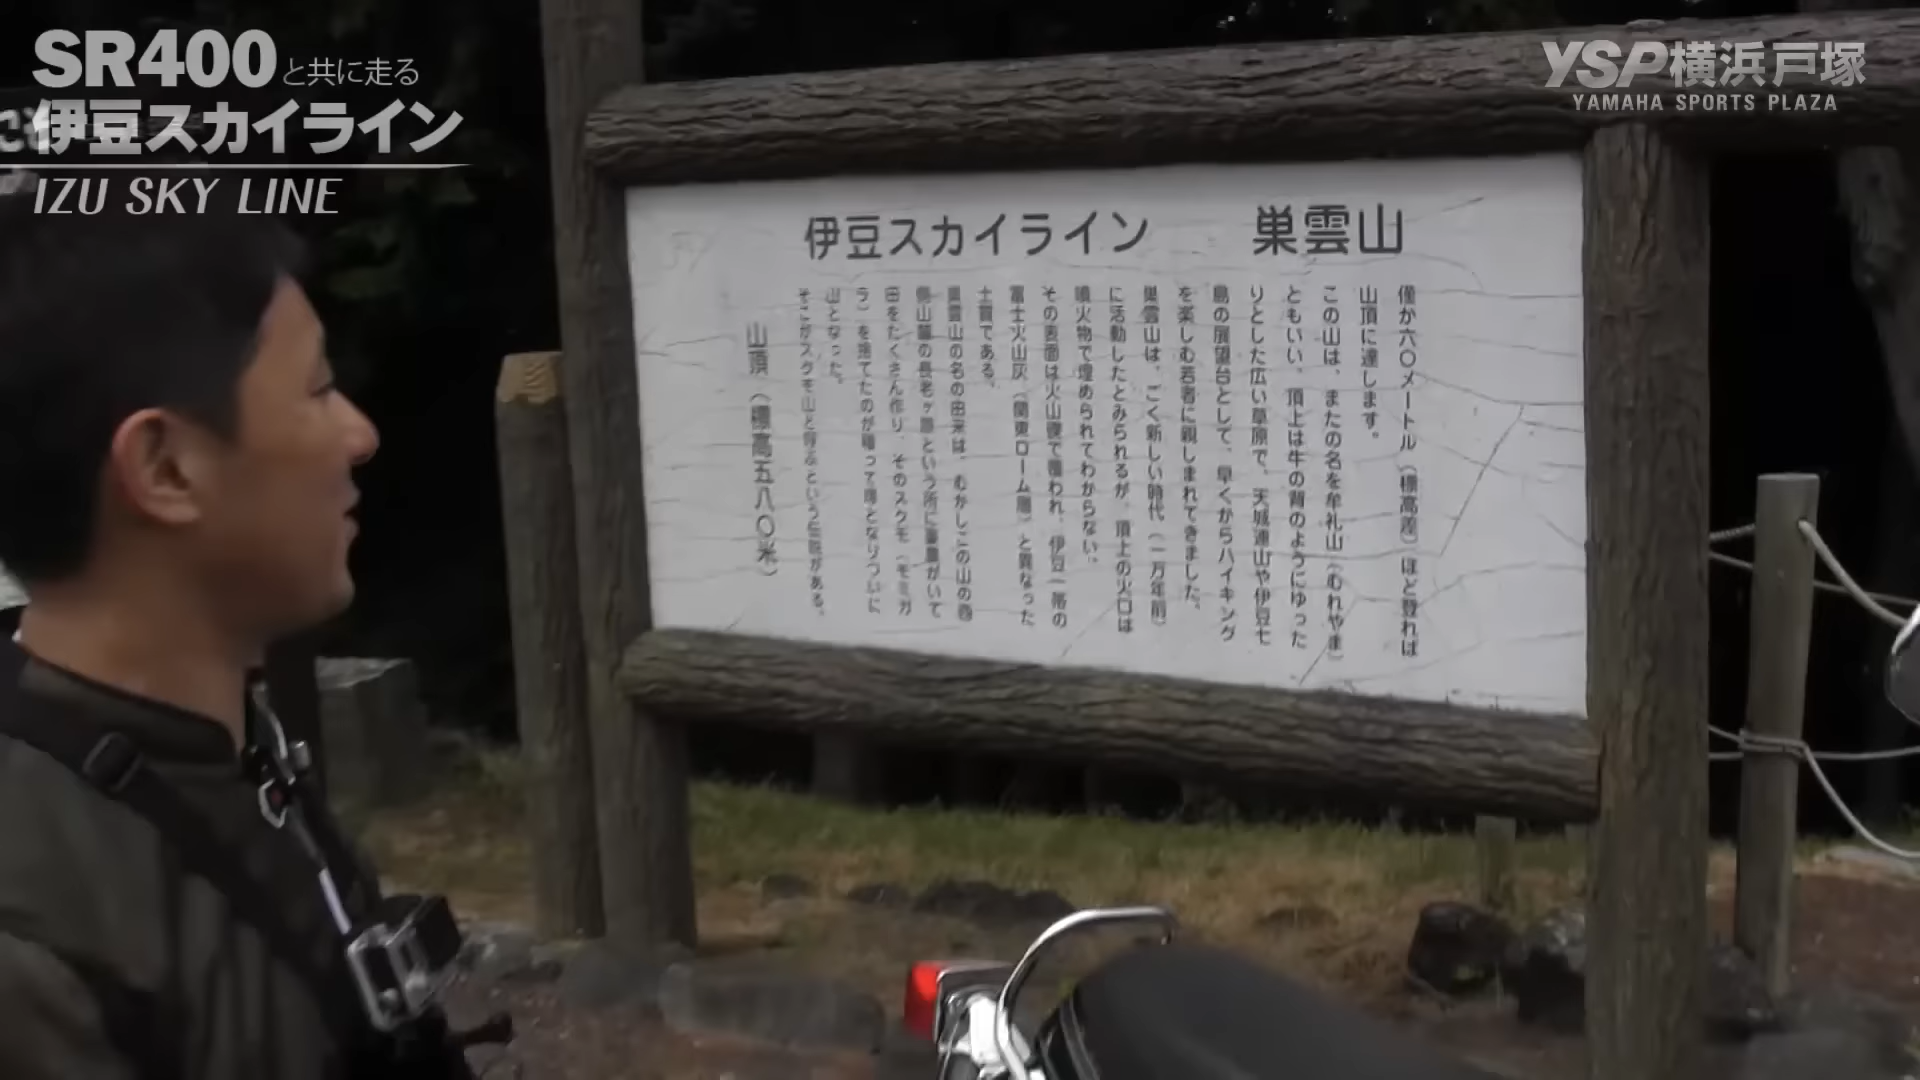 SR400と共に走る
伊豆スカイライン
IZU SKY LINE
YSP横浜戸塚
YAMAHA SPORTS PLAZA
伊豆スカイライン 巣雲山
僅か六〇メートル(標高差)ほど登れば
山頂に達します。
この山は、またの名を牟礼山(むれやま)
ともいい、頂上は牛の背のようにゆった
りとした広い草原で、天城連山や伊豆七
島の展望台として、早くからハイキング
を楽しむ若者に親しまれてきました。
巣雲山は、ごく新しい時代(一万年前)
に活動したとみられるが、頂上の火口は
噴火物で埋められてわからない。
その表面は火山礫で覆われ、伊豆一帯の
富士火山灰(関東ローム層)と異なった
土質である。
巣雲山の名の由来は、むかしこの山の西
側山麓の長者ヶ原という所に豪農がいて
田をたくさん作り、そのスクモ(モミガ
ラ)を捨てたのが積って厚となりついに
山となった。
そこがスクモ山と呼ぶという伝説がある。
山頂(標高五八〇米)